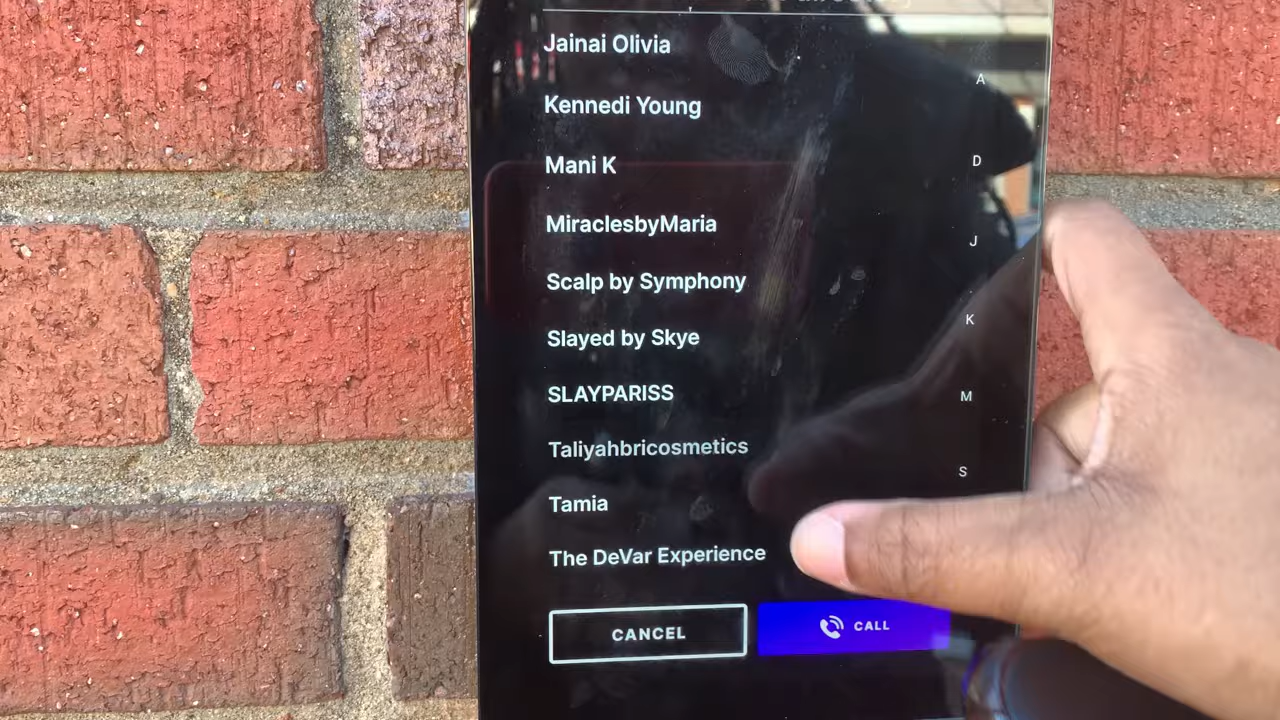 Jainai Olivia
A
Kennedi Young
Mani K
D
MiraclesbyMaria
J
Scalp by Symphony
K
Slayed by Skye
SLAYPARISS
M
Taliyahbricosmetics
S
Tamia
The DeVar Experience
CANCEL
CALL